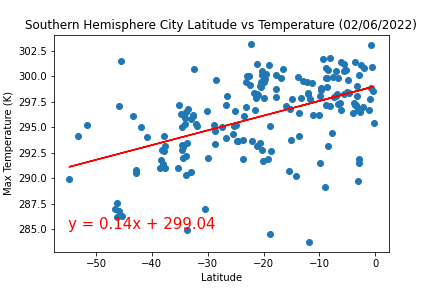 Southern Hemisphere City Latitude vs Temperature (02/06/2022)
302.5
300.0
297.5
295.0
292.5
290.0
287.5
285.0
Max Temperature (K)
y = 0.14x + 299.04
−50 −40 −30 −20 −10 0
Latitude